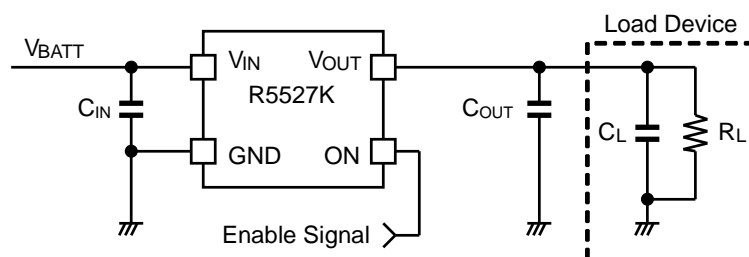 Load Device
VBATT
VIN
VOUT
R5527K
CIN
COUT
CL
RL
GND
ON
Enable Signal